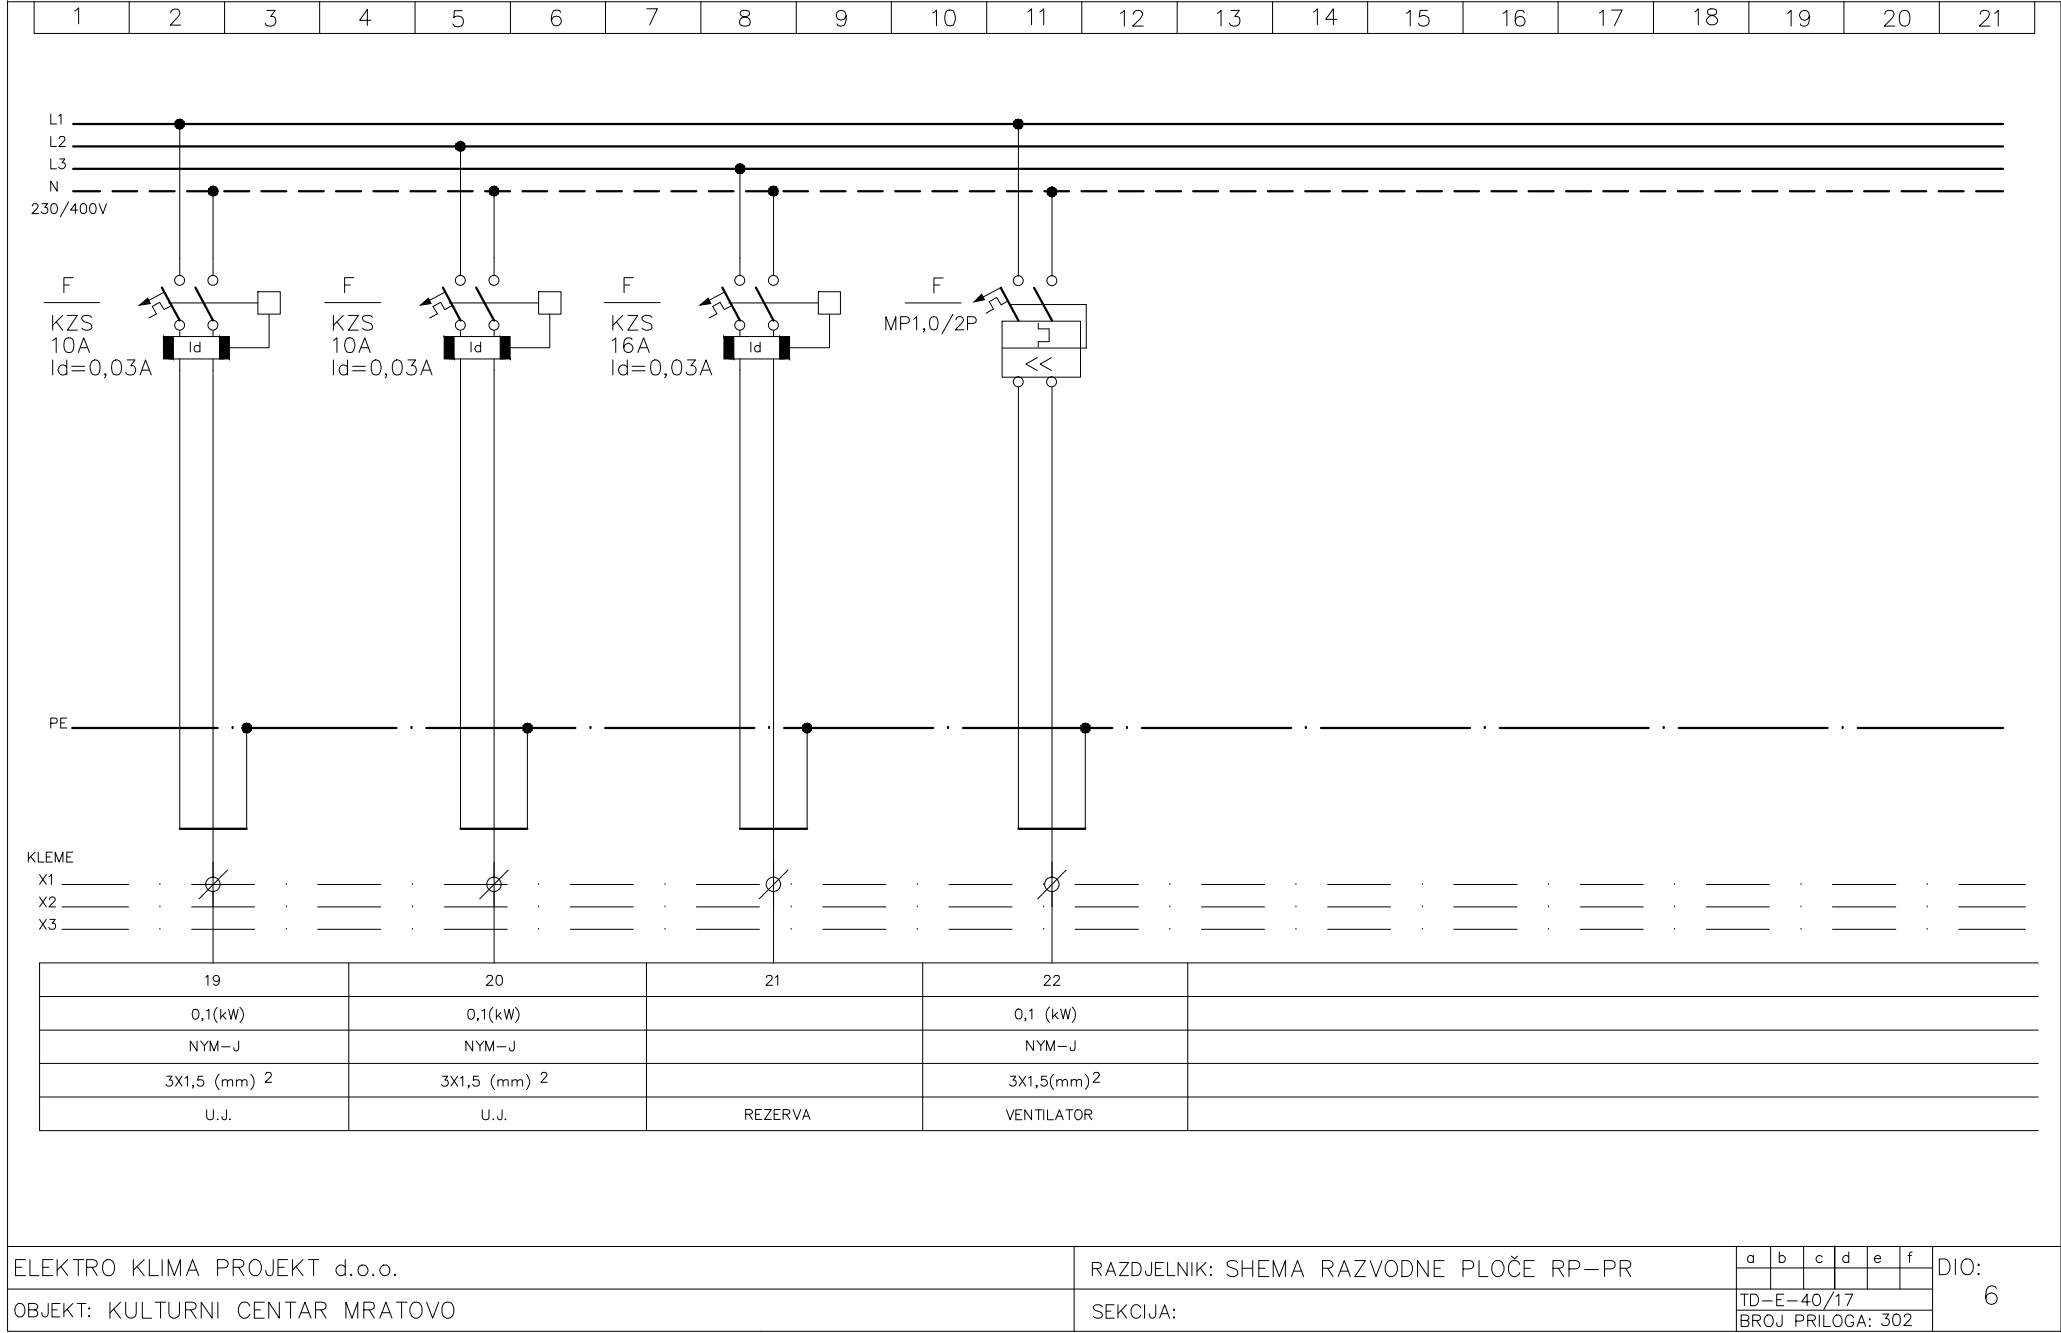 1 2 3 4 5 6 7 8 9 10 11 12 13 14 15 16 17 18 19 20 21
L1
L2
L3
N
230/400V
F F F F
KZS KZS KZS MP1,0/2P
10A Id 10A Id 16A Id
Id=0,03A Id=0,03A Id=0,03A <<
PE
KLEME
X1
X2
X3
19 20 21 22
0,1(kW) 0,1(kW) 0,1 (kW)
NYM-J NYM-J NYM-J
3X1,5 (mm) 2 3X1,5 (mm) 2 3X1,5(mm)2
U.J. U.J. REZERVA VENTILATOR
ELEKTRO KLIMA PROJEKT d.o.o.
OBJEKT: KULTURNI CENTAR MRATOVO
RAZDJELNIK: SHEMA RAZVODNE PLOČE RP-PR
SEKCIJA:
a b c d e f
TD-E-40/17
BROJ PRILOGA: 302
DIO:
6